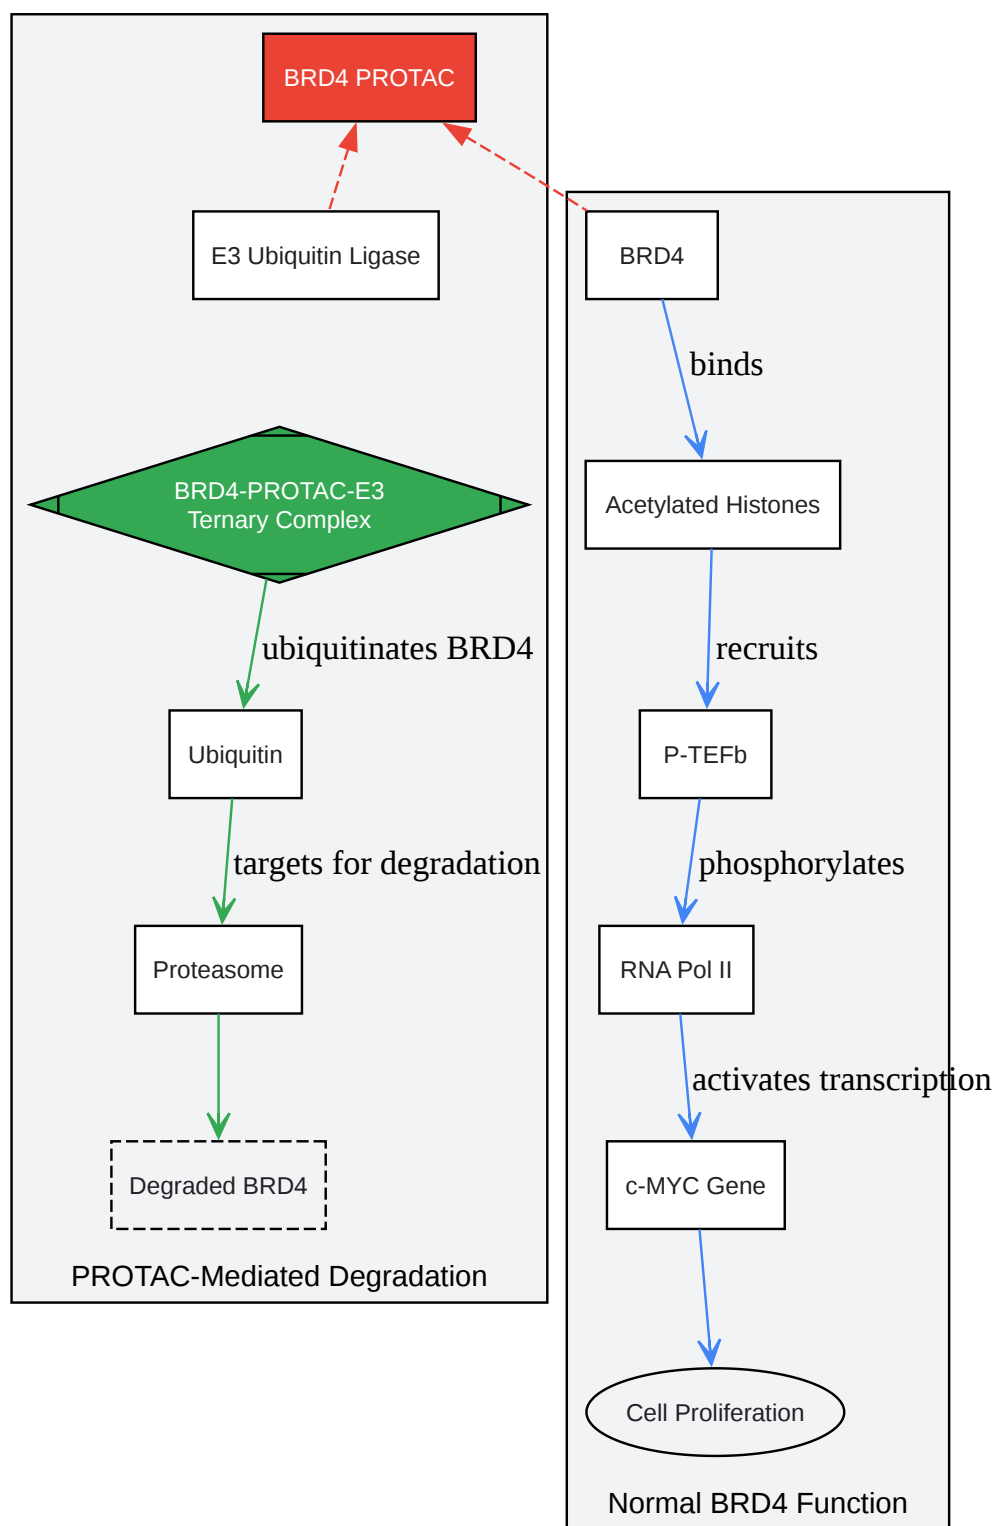 BRD4 PROTAC
E3 Ubiquitin Ligase
BRD4-PROTAC-E3
Ternary Complex
ubiquitinates BRD4
Ubiquitin
targets for degradation
Proteasome
Degraded BRD4
PROTAC-Mediated Degradation
BRD4
binds
Acetylated Histones
recruits
P-TEFb
phosphorylates
RNA Pol II
activates transcription
c-MYC Gene
Cell Proliferation
Normal BRD4 Function